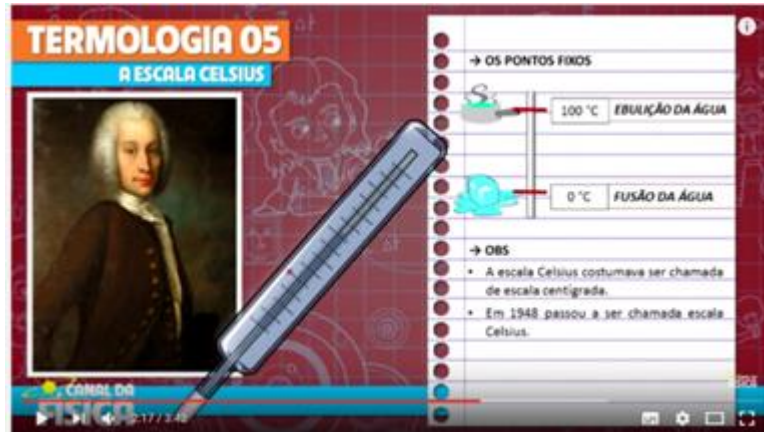 TERMOLOGIA 05
A ESCALA CELSIUS
→ OS PONTOS FIXOS
100 °C EBULIÇÃO DA ÁGUA
0 °C FUSÃO DA ÁGUA
→ OBS
• A escala Celsius costumava ser chamada
de escala centígrada.
• Em 1948 passou a ser chamada escala
Celsius.
CANAL DA
FÍSICA